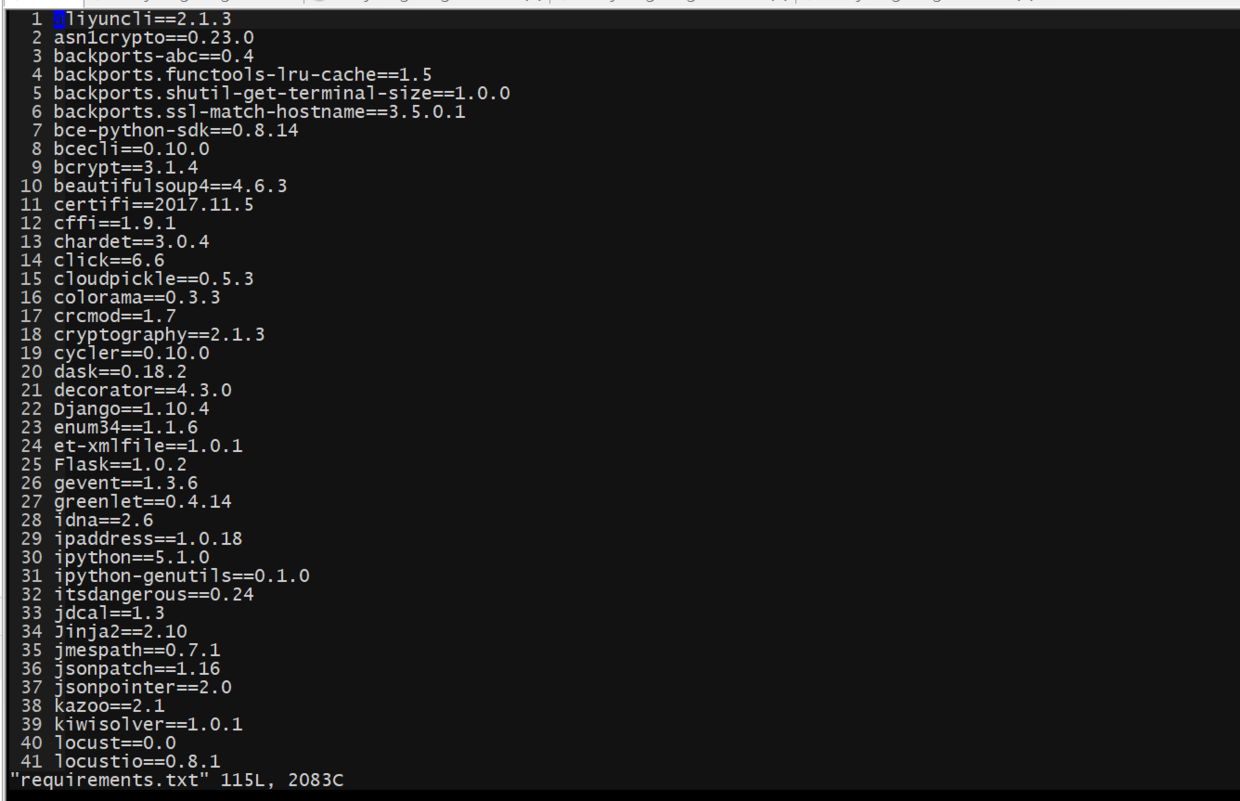 1 aliyuncli==2.1.3
2 asn1crypto==0.23.0
3 backports-abc==0.4
4 backports.functools-lru-cache==1.5
5 backports.shutil-get-terminal-size==1.0.0
6 backports.ssl-match-hostname==3.5.0.1
7 bce-python-sdk==0.8.14
8 bcecli==0.10.0
9 bcrypt==3.1.4
10 beautifulsoup4==4.6.3
11 certifi==2017.11.5
12 cffi==1.9.1
13 chardet==3.0.4
14 click==6.6
15 cloudpickle==0.5.3
16 colorama==0.3.3
17 crcmod==1.7
18 cryptography==2.1.3
19 cycler==0.10.0
20 dask==0.18.2
21 decorator==4.3.0
22 Django==1.10.4
23 enum34==1.1.6
24 et-xmlfile==1.0.1
25 Flask==1.0.2
26 gevent==1.3.6
27 greenlet==0.4.14
28 idna==2.6
29 ipaddress==1.0.18
30 ipython==5.1.0
31 ipython-genutils==0.1.0
32 itsdangerous==0.24
33 jdcal==1.3
34 Jinja2==2.10
35 jmespath==0.7.1
36 jsonpatch==1.16
37 jsonpointer==2.0
38 kazoo==2.1
39 kiwisolver==1.0.1
40 locust==0.0
41 locustio==0.8.1
"requirements.txt" 115L, 2083C